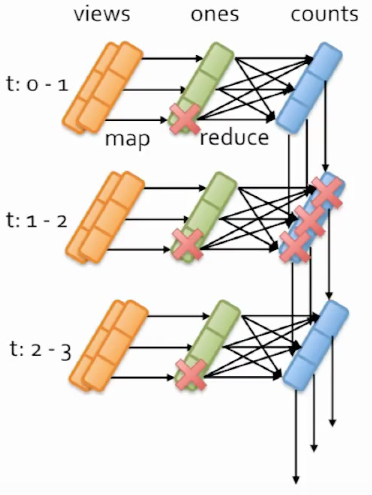 views ones counts
t: 0 - 1
map reduce
t: 1 - 2
t: 2 - 3